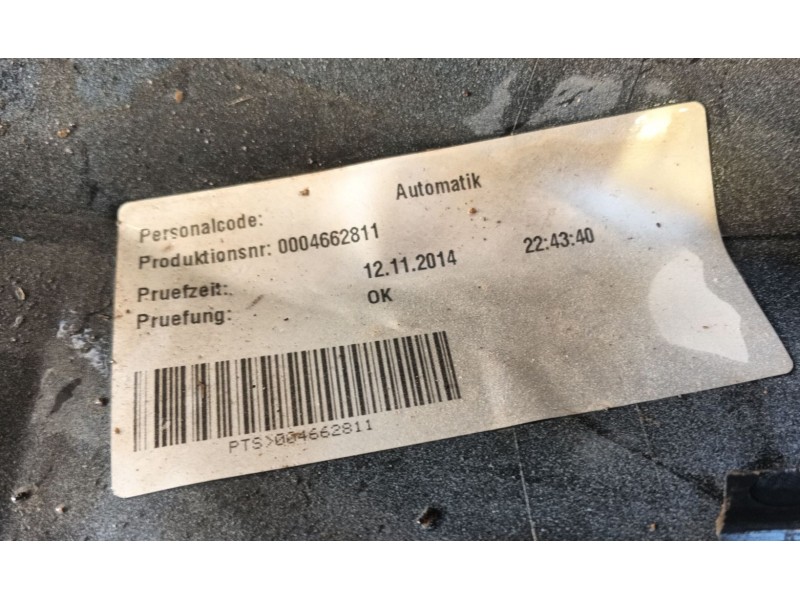 Personalcode: Automatik
Produktionsnr: 0004662811
Pruefzeit: 12.11.2014 22:43:40
Pruefung: OK
PTS>004662811